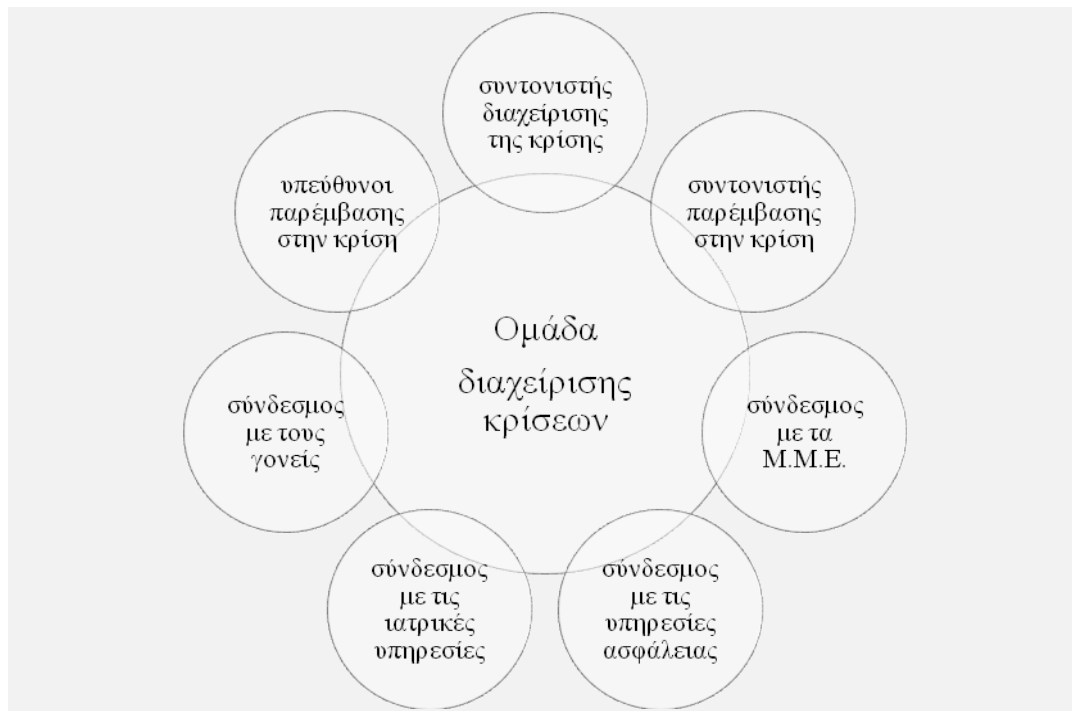 συντονιστής
διαχείρισης
της κρίσης
υπεύθυνοι
παρέμβασης
στην κρίση
συντονιστής
παρέμβασης
στην κρίση
Ομάδα
διαχείρισης
κρίσεων
σύνδεσμος
με τους
γονείς
σύνδεσμος
με τα
Μ.Μ.Ε.
σύνδεσμος
με τις
ιατρικές
υπηρεσίες
σύνδεσμος
με τις
υπηρεσίες
ασφάλειας